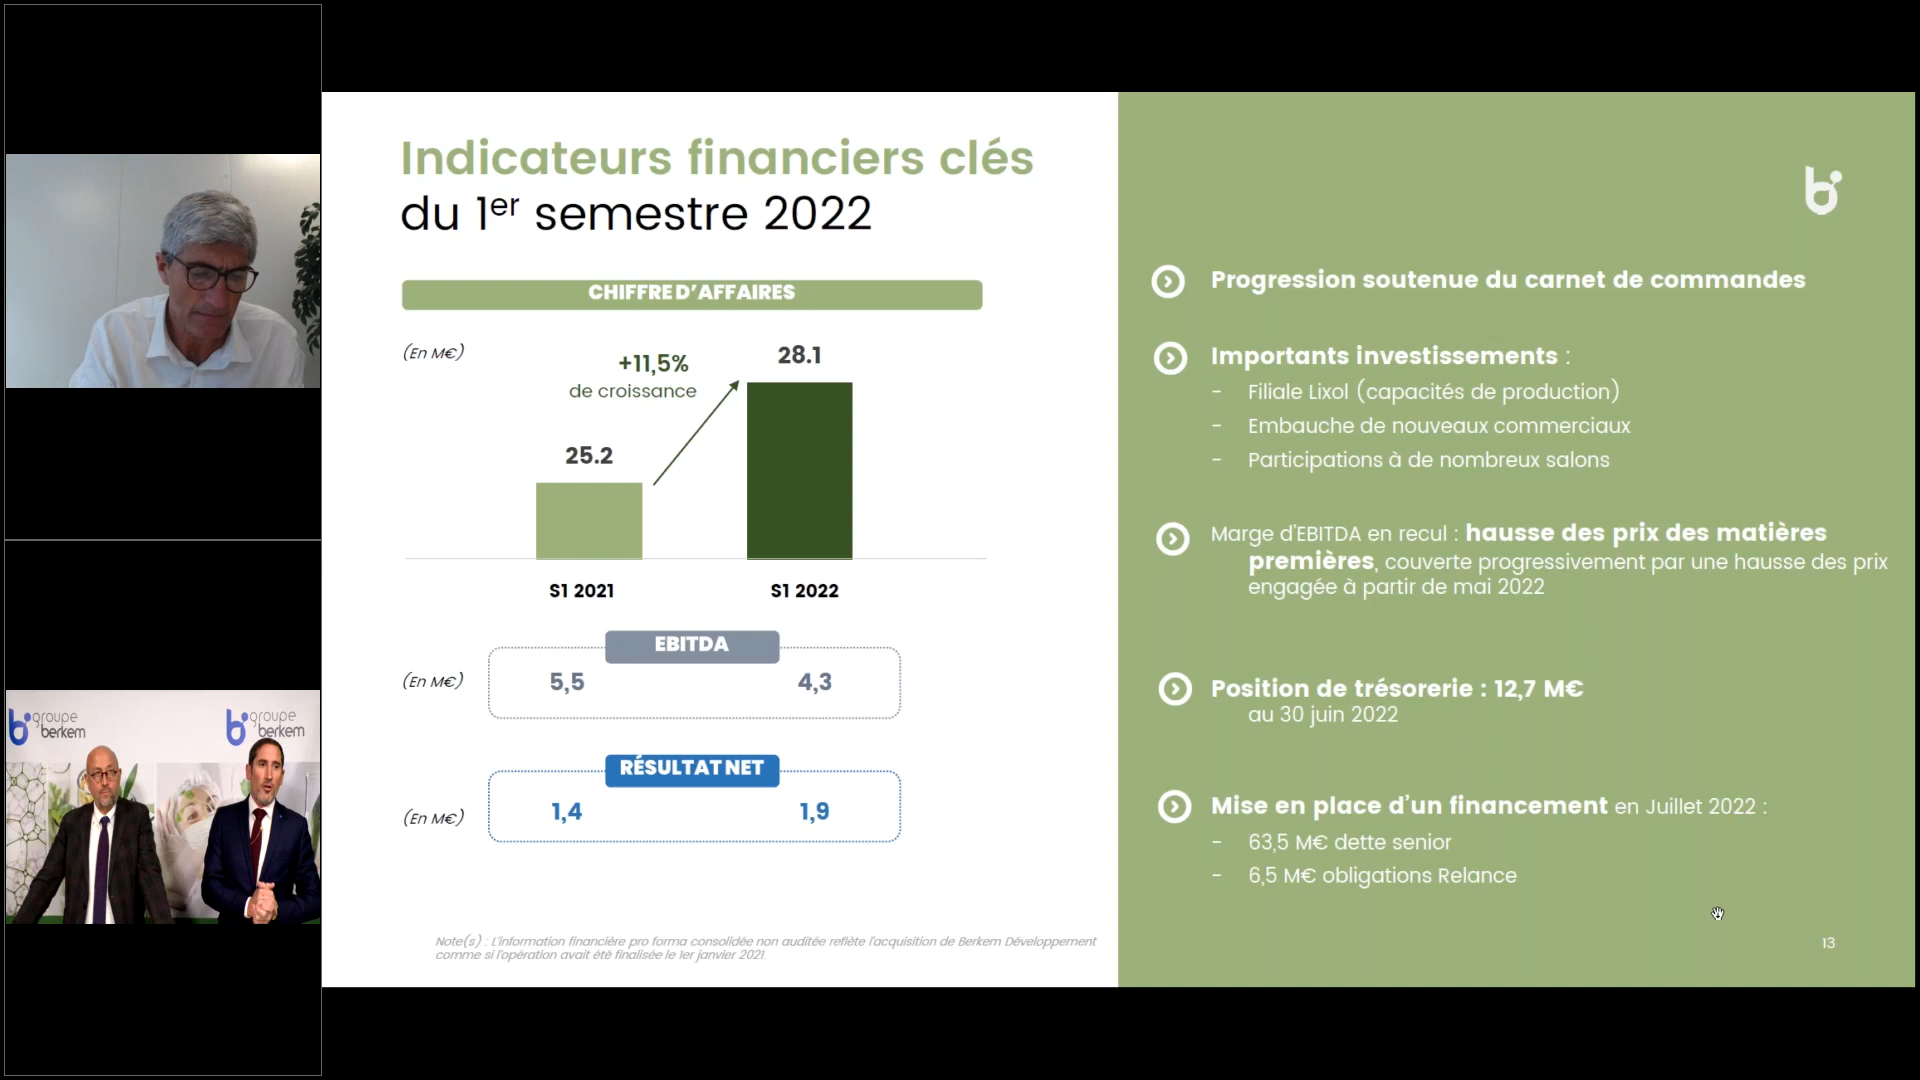 Indicateurs financiers clés
du 1er semestre 2022
CHIFFRE D'AFFAIRES
(En M€)
+11,5%
de croissance
28.1
25.2
S1 2021
S1 2022
EBITDA
(En M€)
5,5
4,3
RÉSULTAT NET
(En M€)
1,4
1,9
Note(s) : L'information financière pro forma consolidée non auditée reflète l'acquisition de Berkem Développement
comme si l'opération avait été finalisée le 1er janvier 2021.
Progression soutenue du carnet de commandes
Importants investissements :
- Filiale Lixol (capacités de production)
- Embauche de nouveaux commerciaux
- Participations à de nombreux salons
Marge d'EBITDA en recul : hausse des prix des matières
premières, couverte progressivement par une hausse des prix
engagée à partir de mai 2022
Position de trésorerie : 12,7 M€
au 30 juin 2022
Mise en place d'un financement en Juillet 2022 :
- 63,5 M€ dette senior
- 6,5 M€ obligations Relance
13
groupe
berkem
groupe
berkem